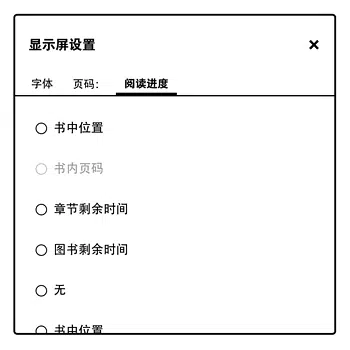 显示屏设置
字体 页码： 阅读进度
书中位置
书内页码
章节剩余时间
图书剩余时间
无
书中位置